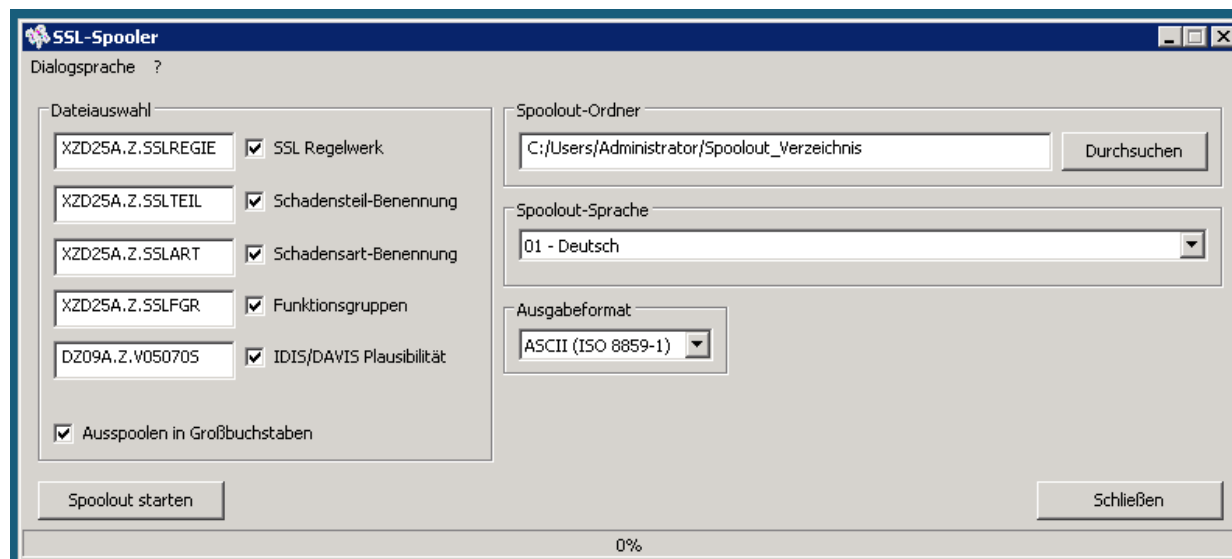 SSL-Spooler
Dialogsprache ?
Dateiauswahl
XZD25A.Z.SSLREGIE SSL Regelwerk
XZD25A.Z.SSLTEIL Schadensteil-Benennung
XZD25A.Z.SSLART Schadensart-Benennung
XZD25A.Z.SSLFGR Funktionsgruppen
DZ09A.Z.V05070S IDIS/DAVIS Plausibilität
Ausspoolen in Großbuchstaben
Spoolout-Ordner
C:/Users/Administrator/Spoolout_Verzeichnis Durchsuchen
Spoolout-Sprache
01 - Deutsch
Ausgabeformat
ASCII (ISO 8859-1)
Spoolout starten Schließen
0%